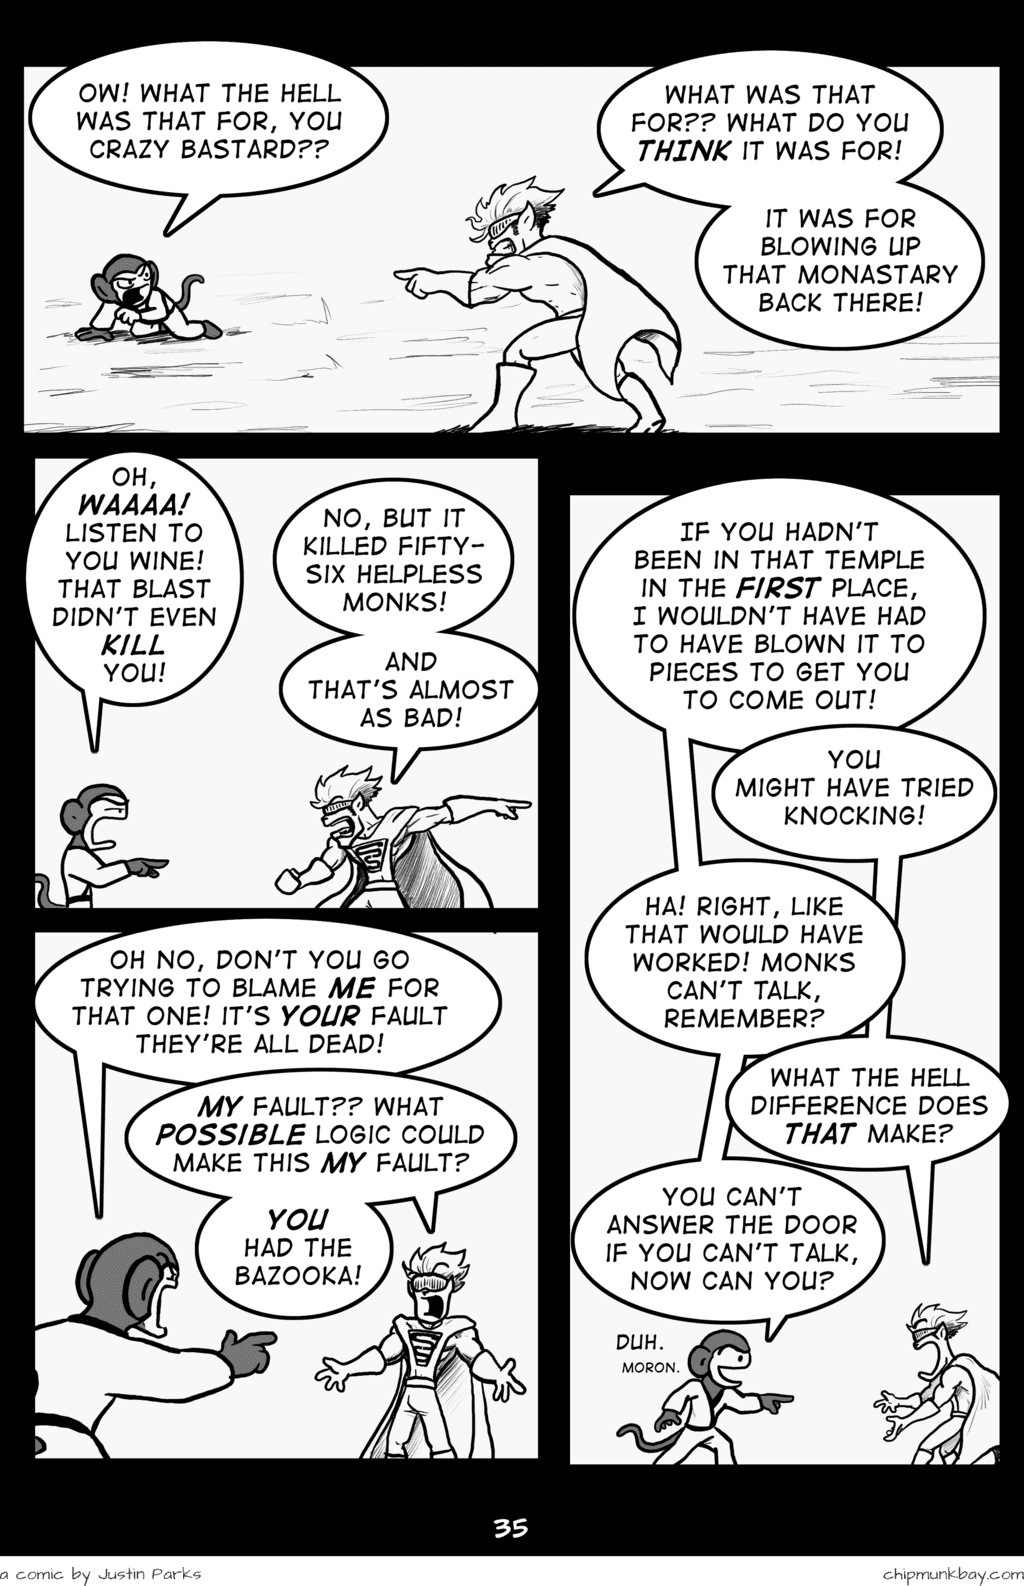 OW! WHAT THE HELL
WAS THAT FOR, YOU
CRAZY BASTARD??
WHAT WAS THAT
FOR?? WHAT DO YOU
THINK IT WAS FOR!
IT WAS FOR
BLOWING UP
THAT MONASTARY
BACK THERE!
OH,
WAAAA!
LISTEN TO
YOU WINE!
THAT BLAST
DIDN'T EVEN
KILL
YOU!
NO, BUT IT
KILLED FIFTY-
SIX HELPLESS
MONKS!
AND
THAT'S ALMOST
AS BAD!
OH NO, DON'T YOU GO
TRYING TO BLAME ME FOR
THAT ONE! IT'S YOUR FAULT
THEY'RE ALL DEAD!
MY FAULT?? WHAT
POSSIBLE LOGIC COULD
MAKE THIS MY FAULT?
YOU
HAD THE
BAZOOKA!
IF YOU HADN'T
BEEN IN THAT TEMPLE
IN THE FIRST PLACE,
I WOULDN'T HAVE HAD
TO HAVE BLOWN IT TO
PIECES TO GET YOU
TO COME OUT!
YOU
MIGHT HAVE TRIED
KNOCKING!
HA! RIGHT, LIKE
THAT WOULD HAVE
WORKED! MONKS
CAN'T TALK,
REMEMBER?
WHAT THE HELL
DIFFERENCE DOES
THAT MAKE?
YOU CAN'T
ANSWER THE DOOR
IF YOU CAN'T TALK,
NOW CAN YOU?
DUH.
MORON.
35
a comic by Justin Parks
chipmunkbay.com